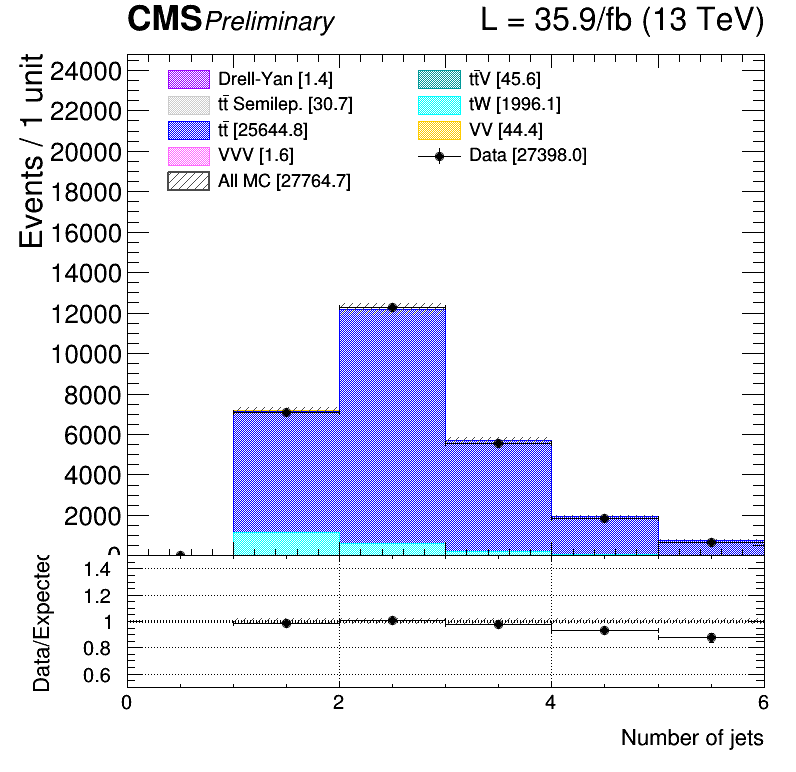 CMS Preliminary L = 35.9/fb (13 TeV)
Events / 1 unit
24000
22000
20000
18000
16000
14000
12000
10000
8000
6000
4000
2000
0
Drell-Yan [1.4]
tt̄ Semilep. [30.7]
tt̄ [25644.8]
VVV [1.6]
All MC [27764.7]
tt̄V [45.6]
tW [1996.1]
VV [44.4]
Data [27398.0]
Data/Expected
1.4
1.2
1
0.8
0.6
0 2 4 6
Number of jets